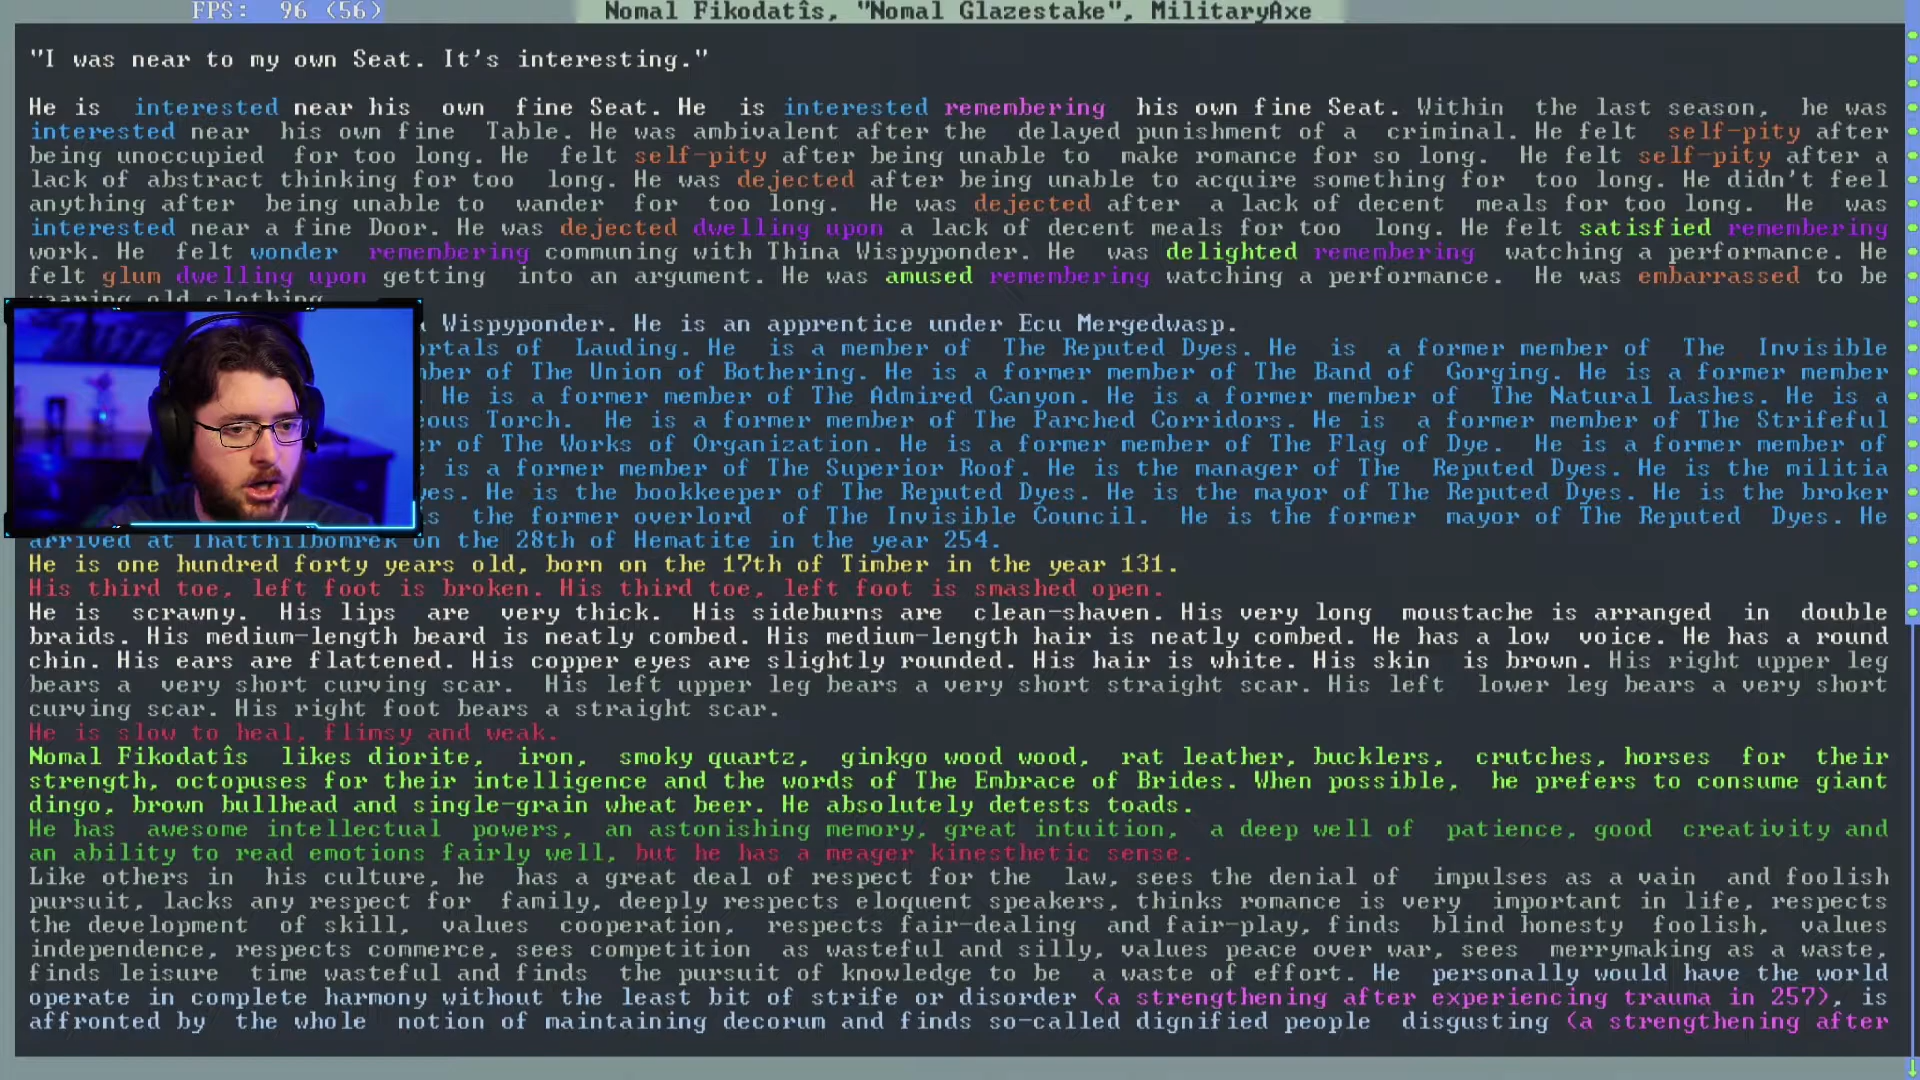 FPS: 96 (56)
Nomal Fikodatîs, "Nomal Glazestake", MilitaryAxe
"I was near to my own Seat. It's interesting."
He is interested near his own fine Seat. He is interested remembering his own fine Seat. Within the last season, he was
interested near his own fine Table. He was ambivalent after the delayed punishment of a criminal. He felt self-pity after
being unoccupied for too long. He felt self-pity after being unable to make romance for so long. He felt self-pity after a
lack of abstract thinking for too long. He was dejected after being unable to acquire something for too long. He didn't feel
anything after being unable to wander for too long. He was dejected after a lack of decent meals for too long. He was
interested near a fine Door. He was dejected dwelling upon a lack of decent meals for too long. He felt satisfied remembering
work. He felt wonder remembering communing with Thina Wispyponder. He was delighted remembering watching a performance. He
felt glum dwelling upon getting into an argument. He was amused remembering watching a performance. He was embarrassed to be
wearing old clothing
Wispyponder. He is an apprentice under Ecu Mergedwasp.
of Lauding. He is a member of The Reputed Dyes. He is a former member of The Invisible
of The Union of Bothering. He is a former member of The Band of Gorging. He is a former member
He is a former member of The Admired Canyon. He is a former member of The Natural Lashes. He is a
Torch. He is a former member of The Parched Corridors. He is a former member of The Strifeful
of The Works of Organization. He is a former member of The Flag of Dye. He is a former member of
is a former member of The Superior Roof. He is the manager of The Reputed Dyes. He is the militia
He is the bookkeeper of The Reputed Dyes. He is the mayor of The Reputed Dyes. He is the broker
the former overlord of The Invisible Council. He is the former mayor of The Reputed Dyes. He
arrived at Thatthilbomrek on the 28th of Hematite in the year 254.
He is one hundred forty years old, born on the 17th of Timber in the year 131.
His third toe, left foot is broken. His third toe, left foot is smashed open.
He is scrawny. His lips are very thick. His sideburns are clean-shaven. His very long moustache is arranged in double
braids. His medium-length beard is neatly combed. His medium-length hair is neatly combed. He has a low voice. He has a round
chin. His ears are flattened. His copper eyes are slightly rounded. His hair is white. His skin is brown. His right upper leg
bears a very short curving scar. His left upper leg bears a very short straight scar. His left lower leg bears a very short
curving scar. His right foot bears a straight scar.
He is slow to heal, flimsy and weak.
Nomal Fikodatîs likes diorite, iron, smoky quartz, ginkgo wood wood, rat leather, bucklers, crutches, horses for their
strength, octopuses for their intelligence and the words of The Embrace of Brides. When possible, he prefers to consume giant
dingo, brown bullhead and single-grain wheat beer. He absolutely detests toads.
He has awesome intellectual powers, an astonishing memory, great intuition, a deep well of patience, good creativity and
an ability to read emotions fairly well, but he has a meager kinesthetic sense.
Like others in his culture, he has a great deal of respect for the law, sees the denial of impulses as a vain and foolish
pursuit, lacks any respect for family, deeply respects eloquent speakers, thinks romance is very important in life, respects
the development of skill, values cooperation, respects fair-dealing and fair-play, finds blind honesty foolish, values
independence, respects commerce, sees competition as wasteful and silly, values peace over war, sees merrymaking as a waste,
finds leisure time wasteful and finds the pursuit of knowledge to be a waste of effort. He personally would have the world
operate in complete harmony without the least bit of strife or disorder (a strengthening after experiencing trauma in 257), is
affronted by the whole notion of maintaining decorum and finds so-called dignified people disgusting (a strengthening after